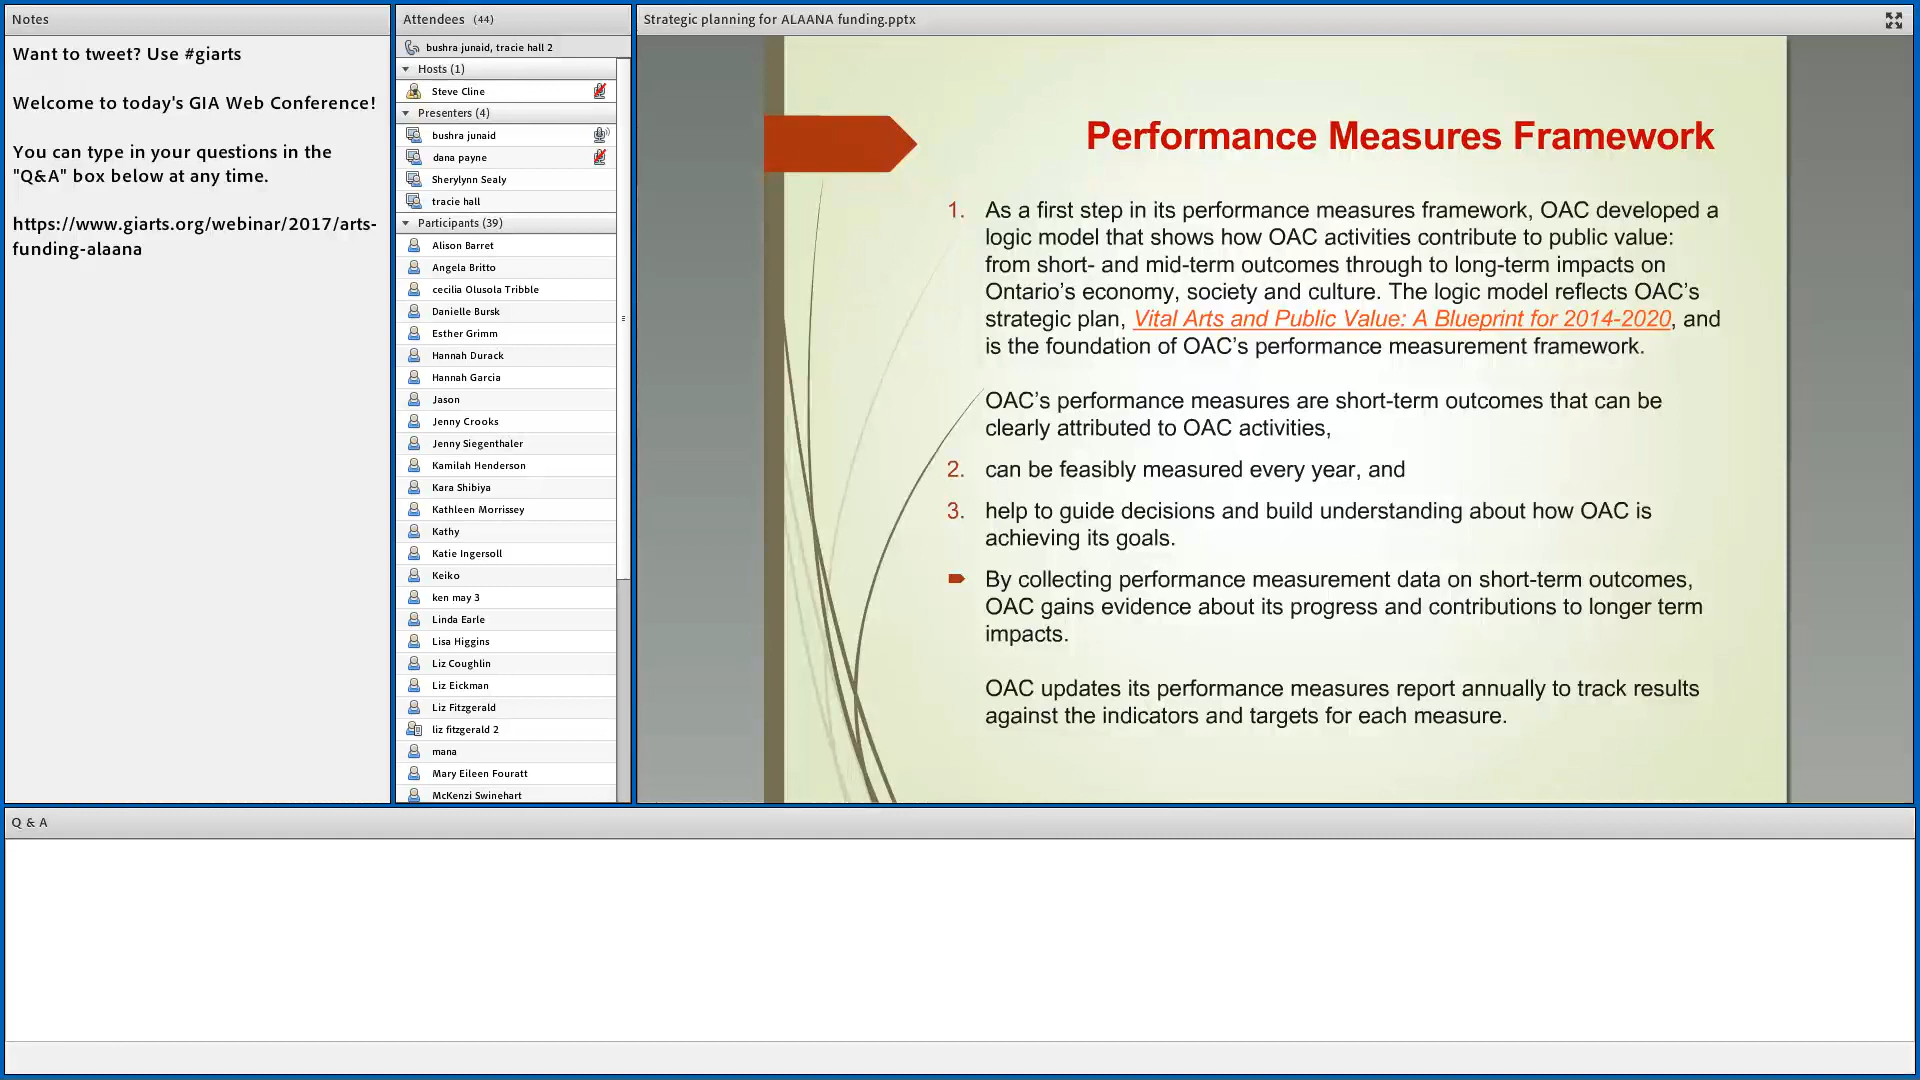 Notes
Want to tweet? Use #giarts
Welcome to today's GIA Web Conference!
You can type in your questions in the
"Q&A" box below at any time.
https://www.giarts.org/webinar/2017/arts-
funding-alaana
Attendees (44)
bushra junaid, tracie hall 2
Hosts (1)
Steve Cline
Presenters (4)
bushra junaid
dana payne
Sherylynn Sealy
tracie hall
Participants (39)
Alison Barret
Angela Britto
cecilia Olusola Tribble
Danielle Bursk
Esther Grimm
Hannah Durack
Hannah Garcia
Jason
Jenny Crooks
Jenny Siegenthaler
Kamilah Henderson
Kara Shibiya
Kathleen Morrissey
Kathy
Katie Ingersoll
Keiko
ken may 3
Linda Earle
Lisa Higgins
Liz Coughlin
Liz Eickman
Liz Fitzgerald
liz fitzgerald 2
mana
Mary Eileen Fouratt
McKenzi Swinehart
Strategic planning for ALAANA funding.pptx
Performance Measures Framework
1. As a first step in its performance measures framework, OAC developed a
logic model that shows how OAC activities contribute to public value:
from short- and mid-term outcomes through to long-term impacts on
Ontario's economy, society and culture. The logic model reflects OAC's
strategic plan, Vital Arts and Public Value: A Blueprint for 2014-2020, and
is the foundation of OAC's performance measurement framework.
OAC's performance measures are short-term outcomes that can be
clearly attributed to OAC activities,
2. can be feasibly measured every year, and
3. help to guide decisions and build understanding about how OAC is
achieving its goals.
By collecting performance measurement data on short-term outcomes,
OAC gains evidence about its progress and contributions to longer term
impacts.
OAC updates its performance measures report annually to track results
against the indicators and targets for each measure.
Q & A